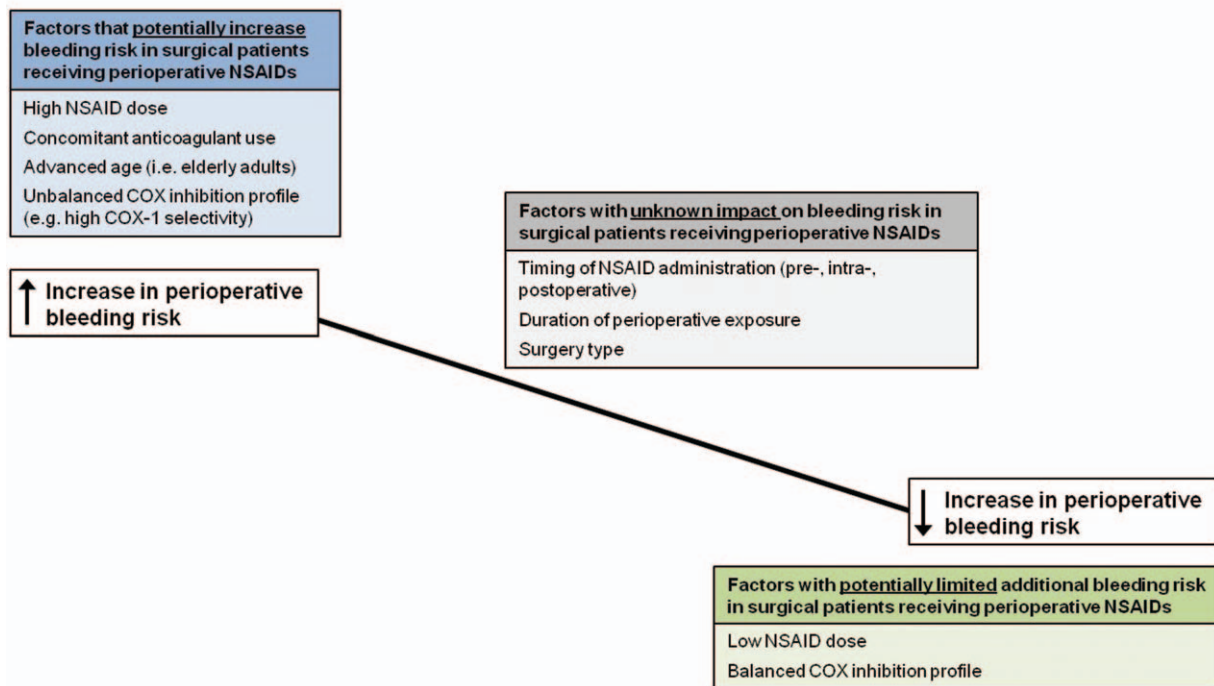 Factors that potentially increase
bleeding risk in surgical patients
receiving perioperative NSAIDs
High NSAID dose
Concomitant anticoagulant use
Advanced age (i.e. elderly adults)
Unbalanced COX inhibition profile
(e.g. high COX-1 selectivity)
↑ Increase in perioperative
bleeding risk
Factors with unknown impact on bleeding risk in
surgical patients receiving perioperative NSAIDs
Timing of NSAID administration (pre-, intra-,
postoperative)
Duration of perioperative exposure
Surgery type
↓ Increase in perioperative
bleeding risk
Factors with potentially limited additional bleeding risk
in surgical patients receiving perioperative NSAIDs
Low NSAID dose
Balanced COX inhibition profile